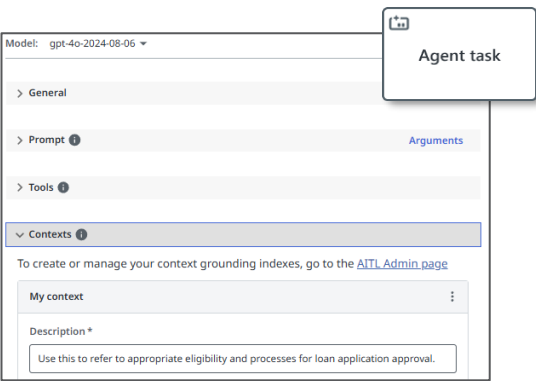 Agent task
Model: gpt-4o-2024-08-06
General
Prompt
Arguments
Tools
Contexts
To create or manage your context grounding indexes, go to the AITL Admin page
My context
Description *
Use this to refer to appropriate eligibility and processes for loan application approval.